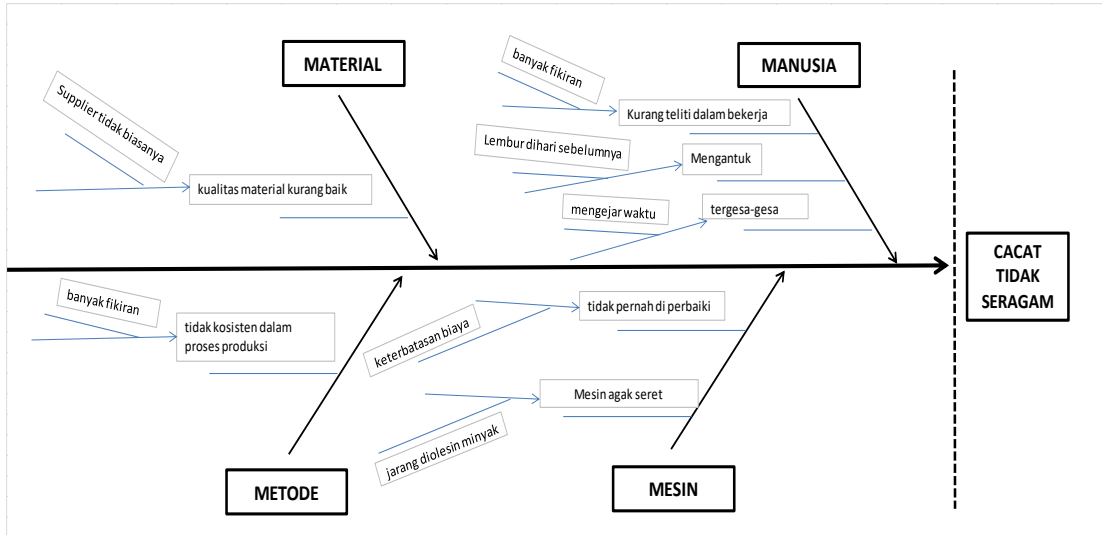 MATERIAL
MANUSIA
banyak fikiran
Kurang teliti dalam bekerja
Supplier tidak biasanya
Lembur dihari sebelumnya
Mengantuk
kualitas material kurang baik
mengejar waktu
tergesa-gesa
CACAT
TIDAK
SERAGAM
banyak fikiran
tidak kosisten dalam
proses produksi
keterbatasan biaya
tidak pernah di perbaiki
Mesin agak seret
jarang diolesin minyak
METODE
MESIN